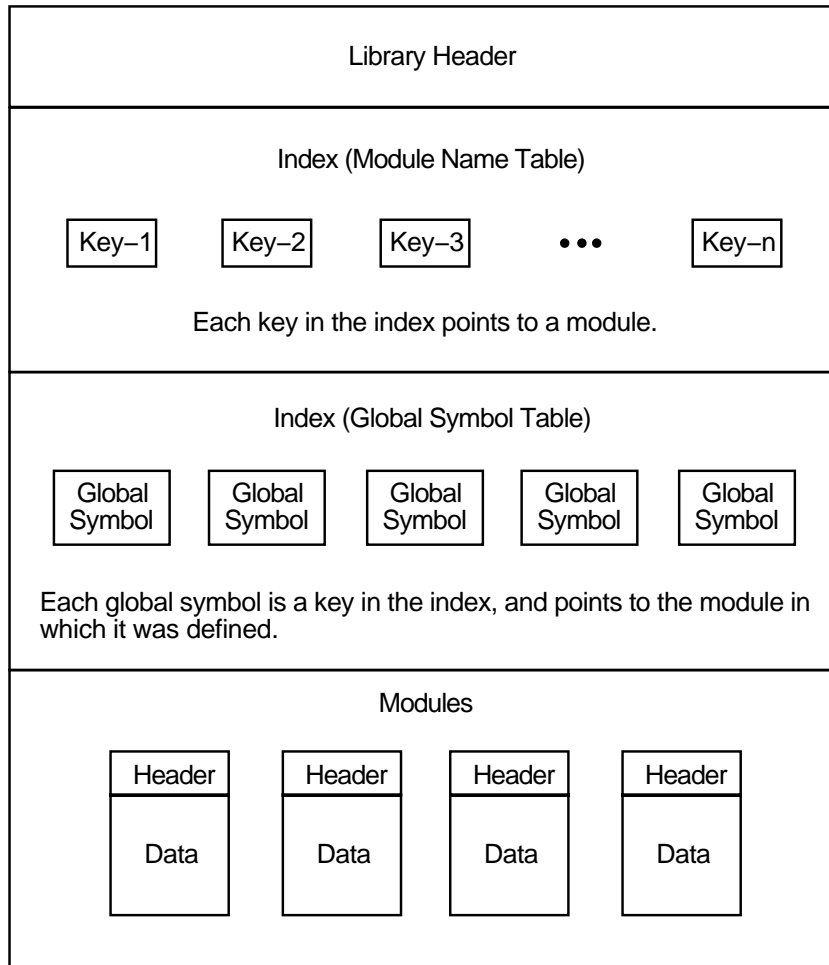 Library Header
Index (Module Name Table)
Key–1 Key–2 Key–3 ••• Key–n
Each key in the index points to a module.
Index (Global Symbol Table)
Global Global Global Global Global
Symbol Symbol Symbol Symbol Symbol
Each global symbol is a key in the index, and points to the module in
which it was defined.
Modules
Header Header Header Header
Data Data Data Data